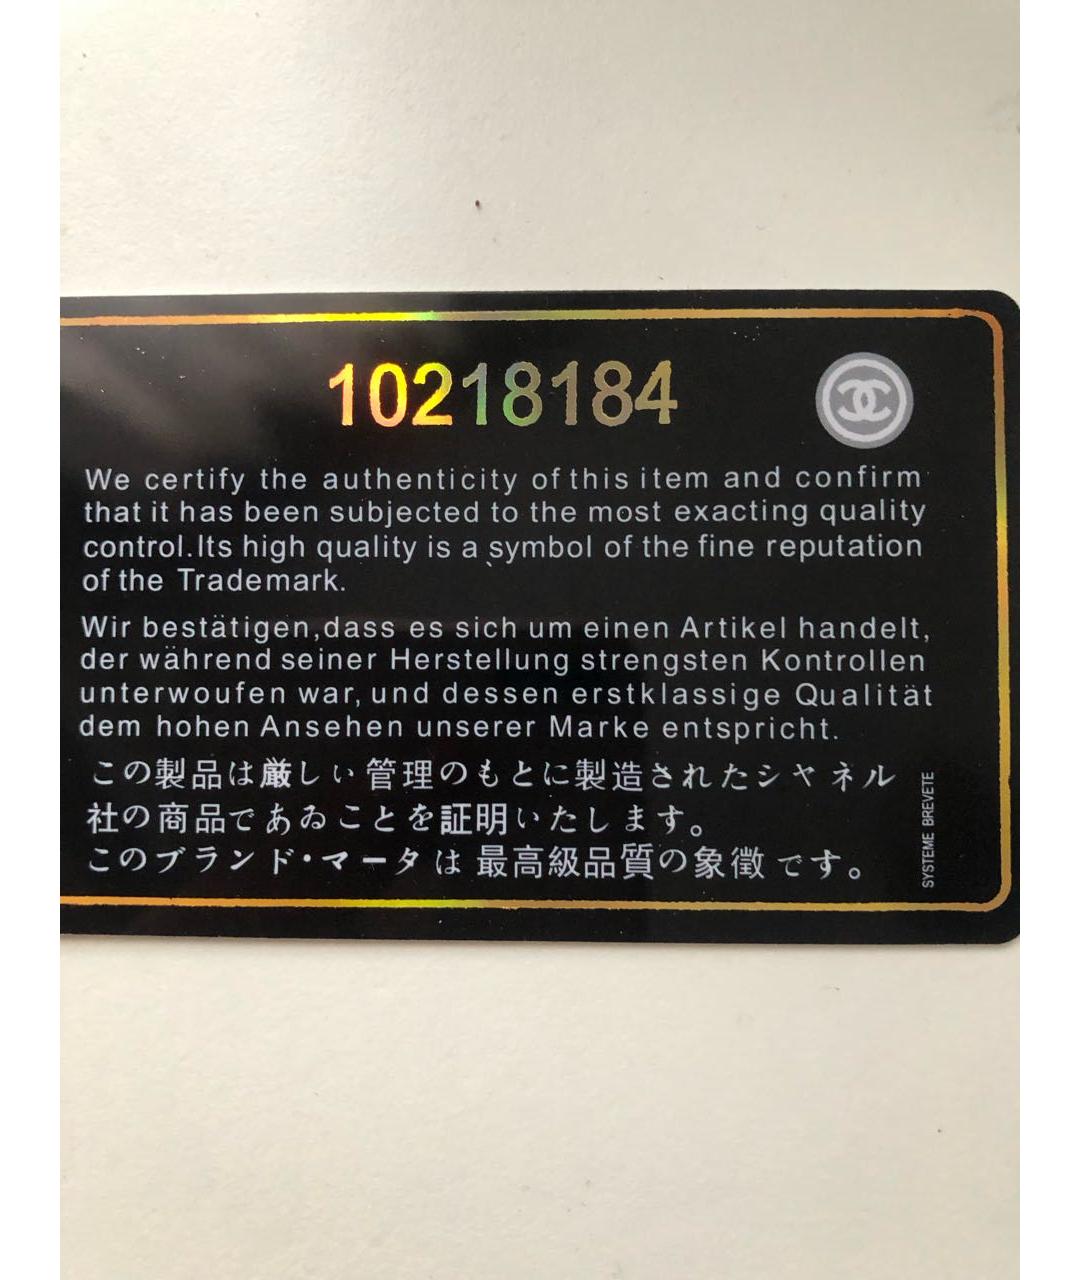 10218184
We certify the authenticity of this item and confirm
that it has been subjected to the most exacting quality
control.Its high quality is a symbol of the fine reputation
of the Trademark.
Wir bestätigen,dass es sich um einen Artikel handelt,
der während seiner Herstellung strengsten Kontrollen
unterwoufen war, und dessen erstklassige Qualität
dem hohen Ansehen unserer Marke entspricht.
この製品は厳しい管理のもとに製造されたシヤネル
社の商品であゐことを証明いたします。
このブランド・マータは最高級品質の象徴です。
SYSTEME BREVETE